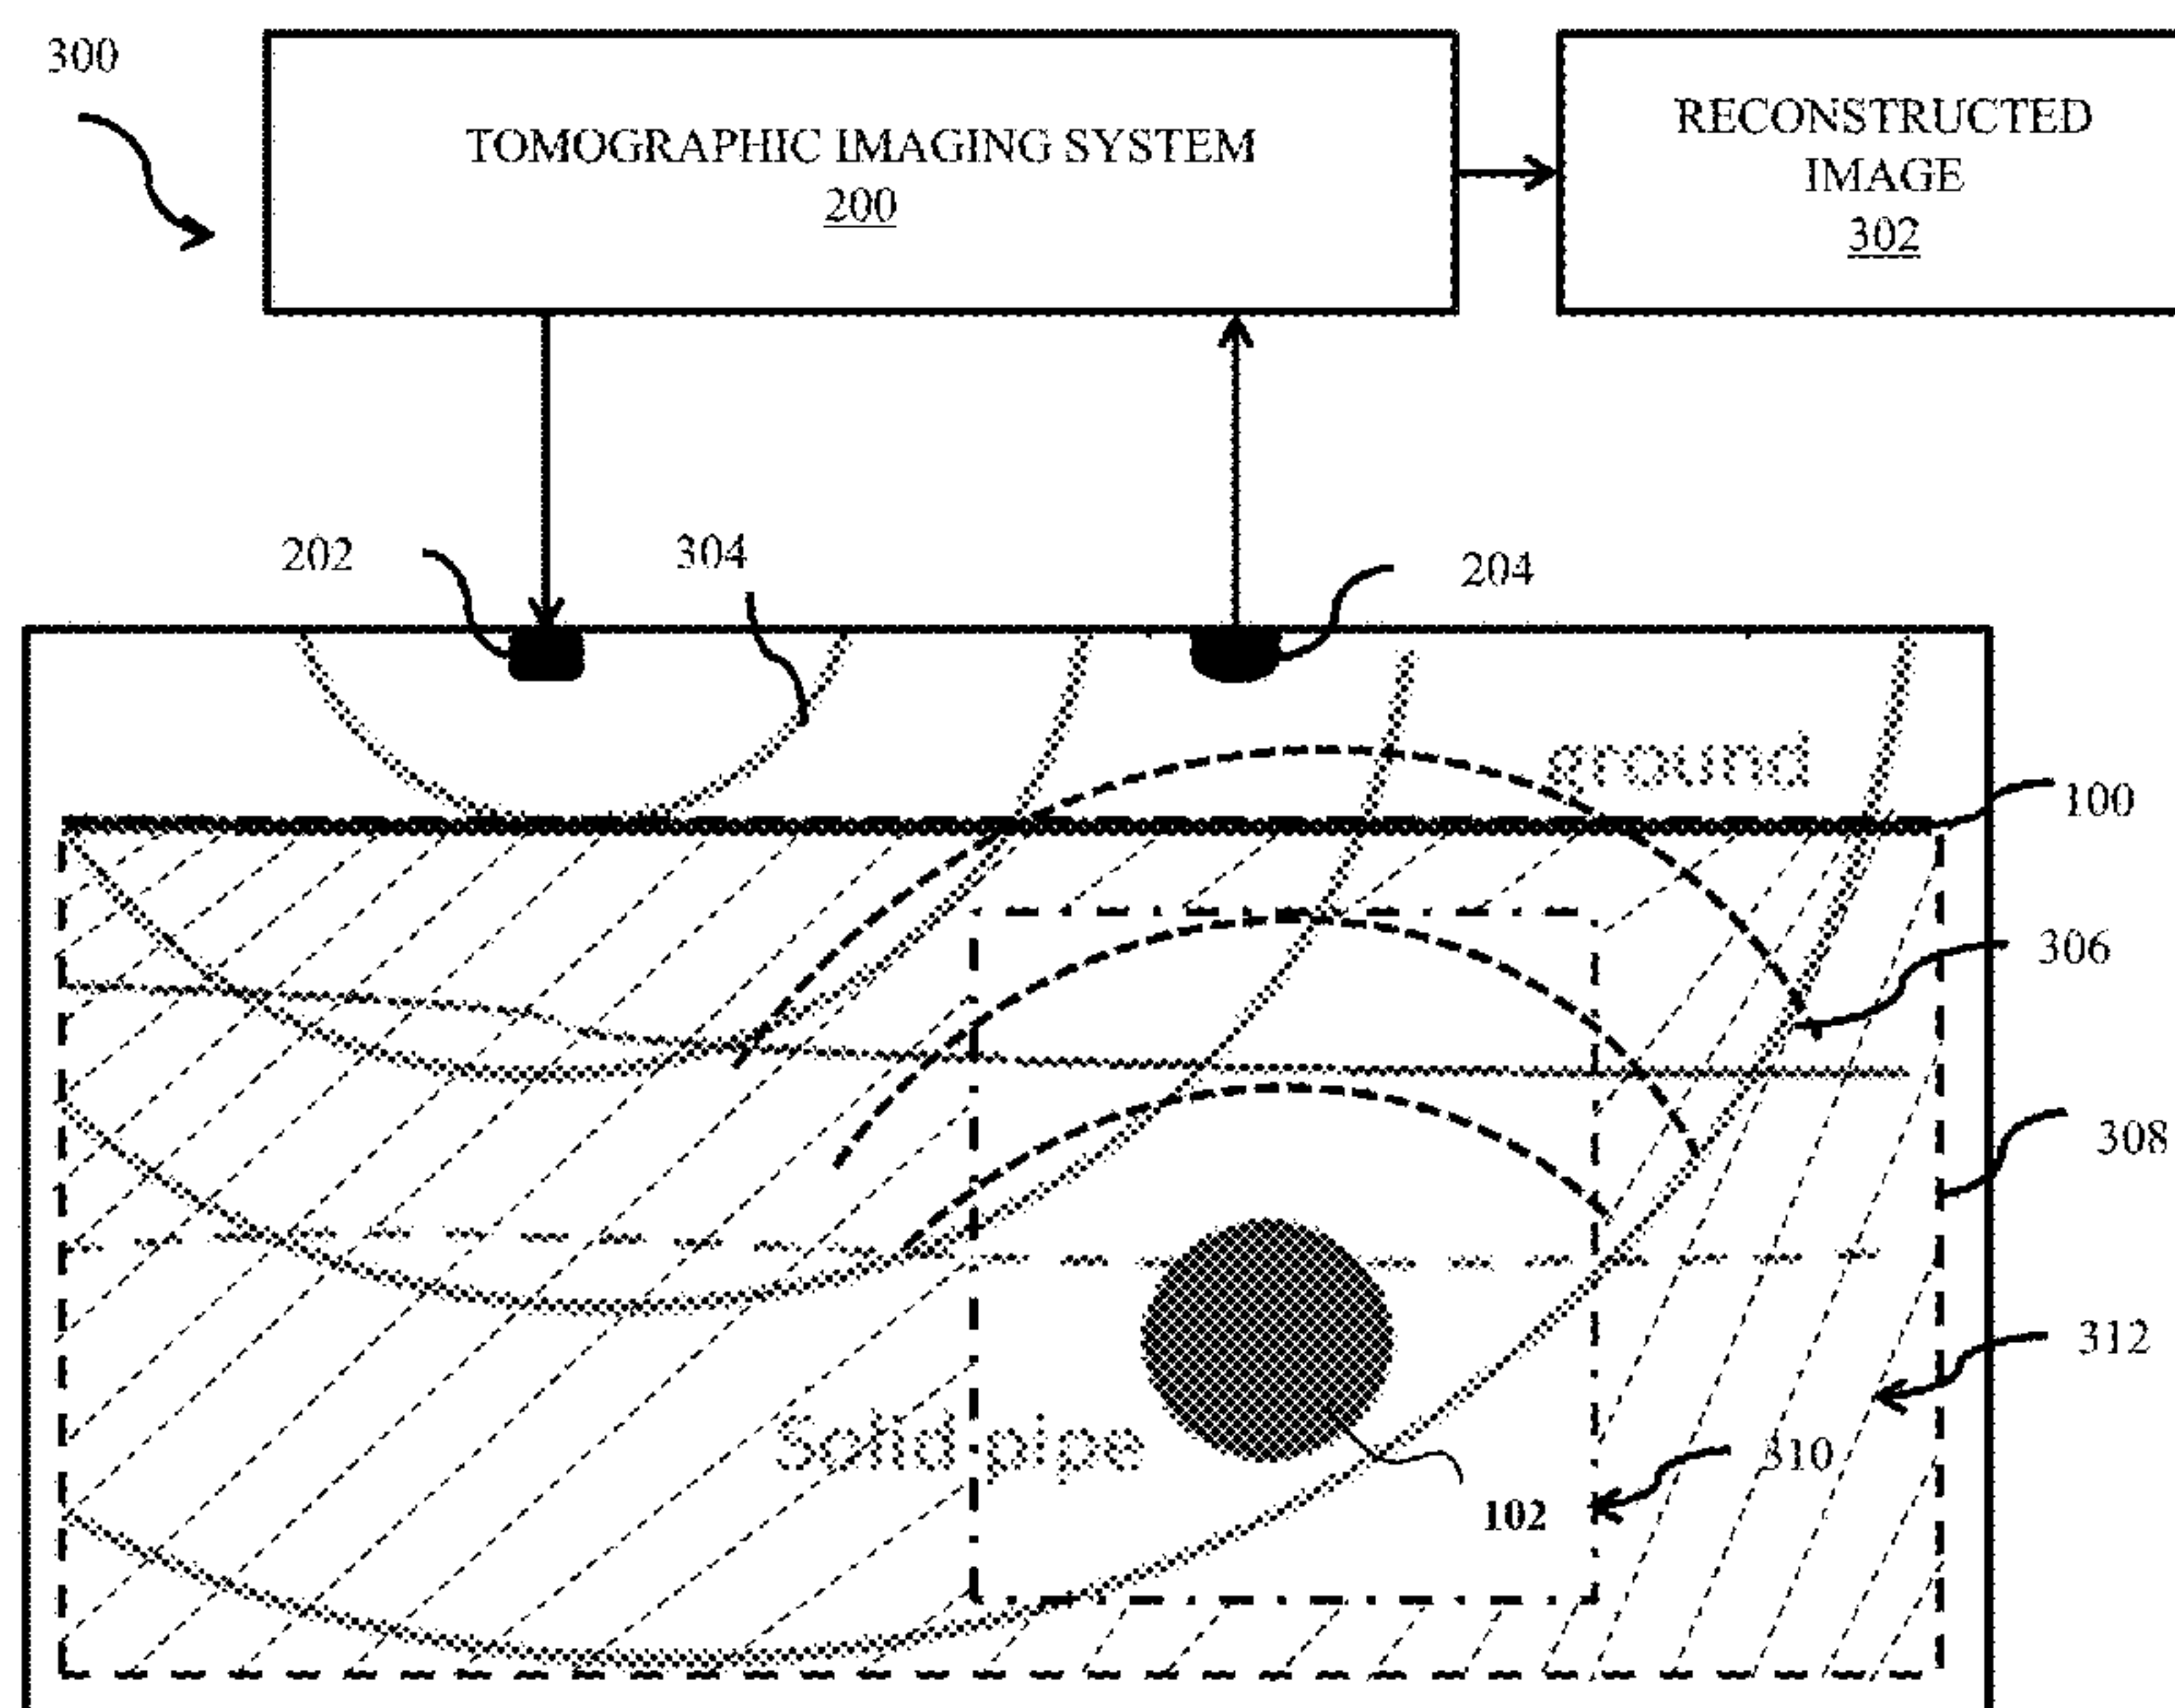 300
TOMOGRAPHIC IMAGING SYSTEM
200
RECONSTRUCTED
IMAGE
302
202
304
204
ground
100
306
308
312
Solid pipe
310
102